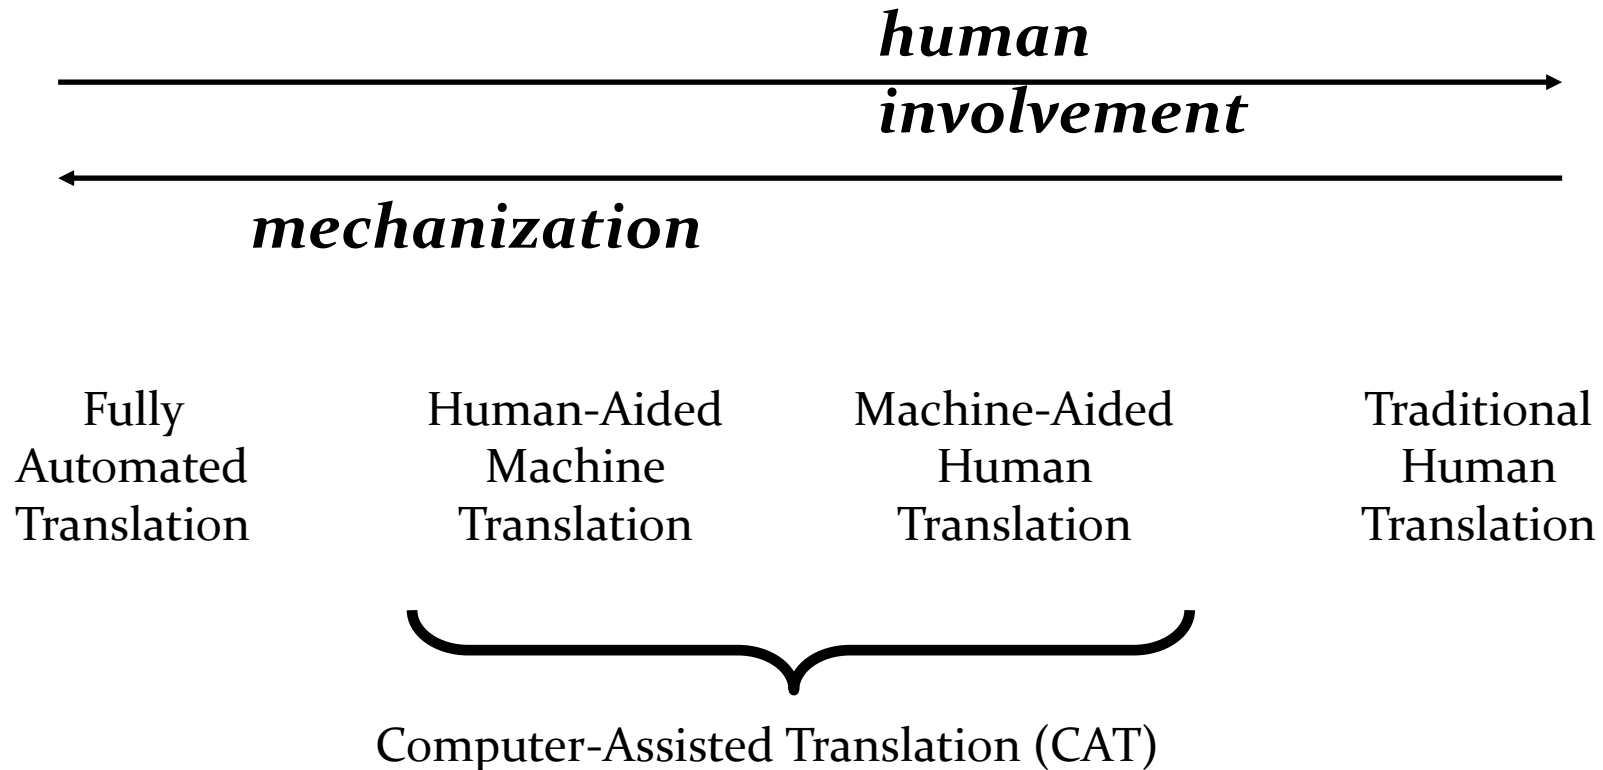 human
involvement
mechanization
Fully
Automated
Translation
Human-Aided
Machine
Translation
Machine-Aided
Human
Translation
Traditional
Human
Translation
Computer-Assisted Translation (CAT)